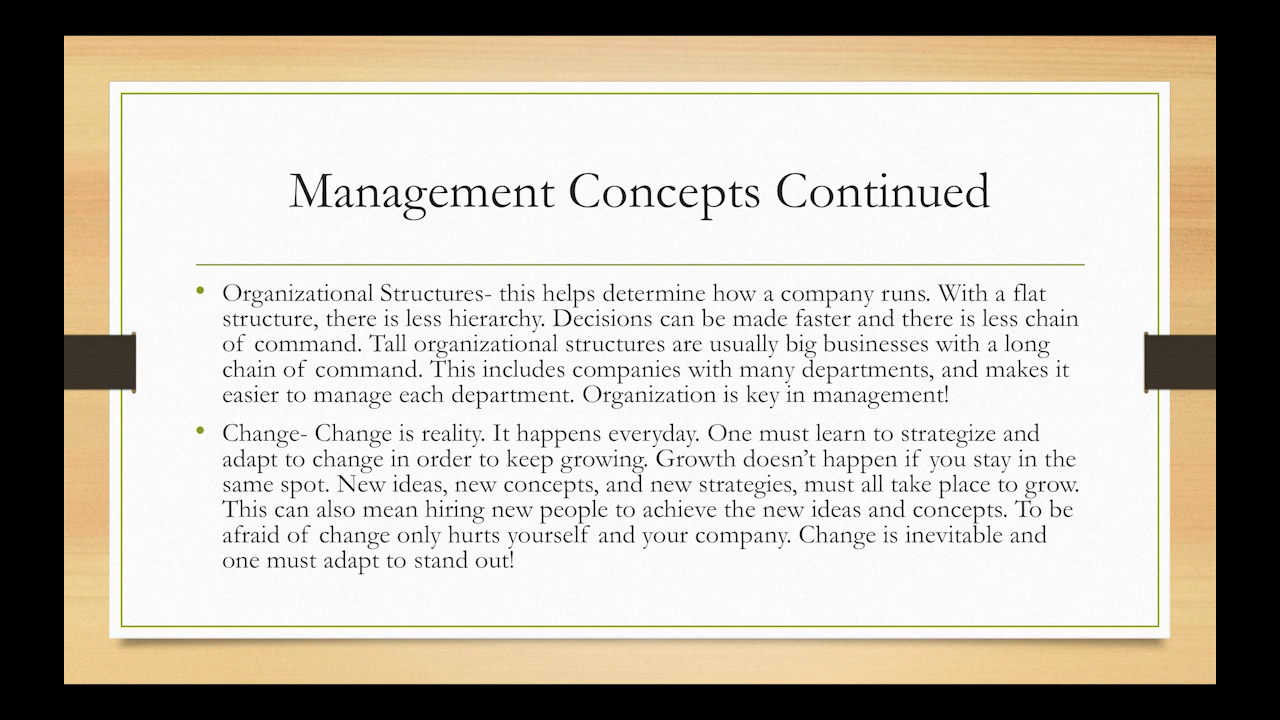 Management Concepts Continued
• Organizational Structures- this helps determine how a company runs. With a flat
structure, there is less hierarchy. Decisions can be made faster and there is less chain
of command. Tall organizational structures are usually big businesses with a long
chain of command. This includes companies with many departments, and makes it
easier to manage each department. Organization is key in management!
• Change- Change is reality. It happens everyday. One must learn to strategize and
adapt to change in order to keep growing. Growth doesn’t happen if you stay in the
same spot. New ideas, new concepts, and new strategies, must all take place to grow.
This can also mean hiring new people to achieve the new ideas and concepts. To be
afraid of change only hurts yourself and your company. Change is inevitable and
one must adapt to stand out!